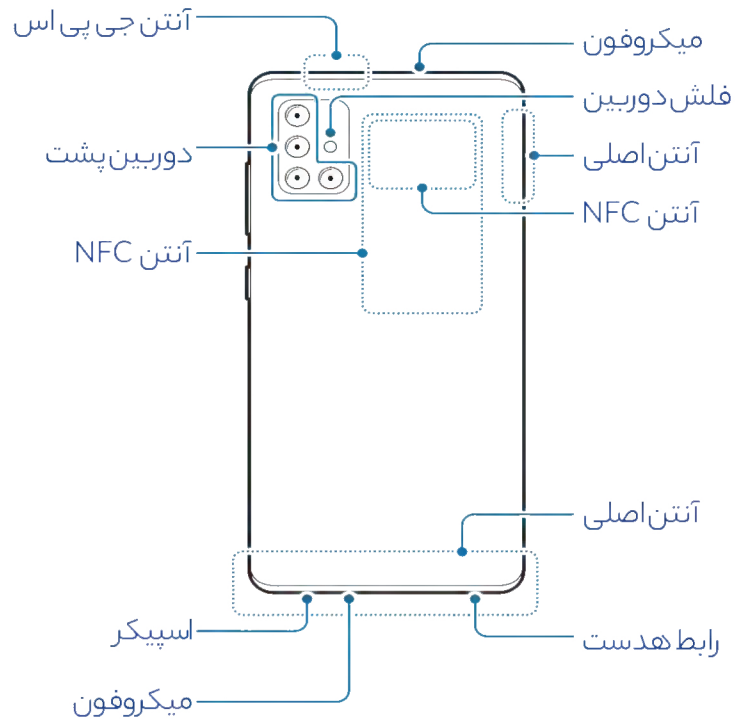 آنتن جی پی اس
میکروفون
فلش دوربین
دوربین پشت
آنتن اصلی
آنتن NFC
آنتن NFC
آنتن اصلی
اسپیکر
رابط هدست
میکروفون